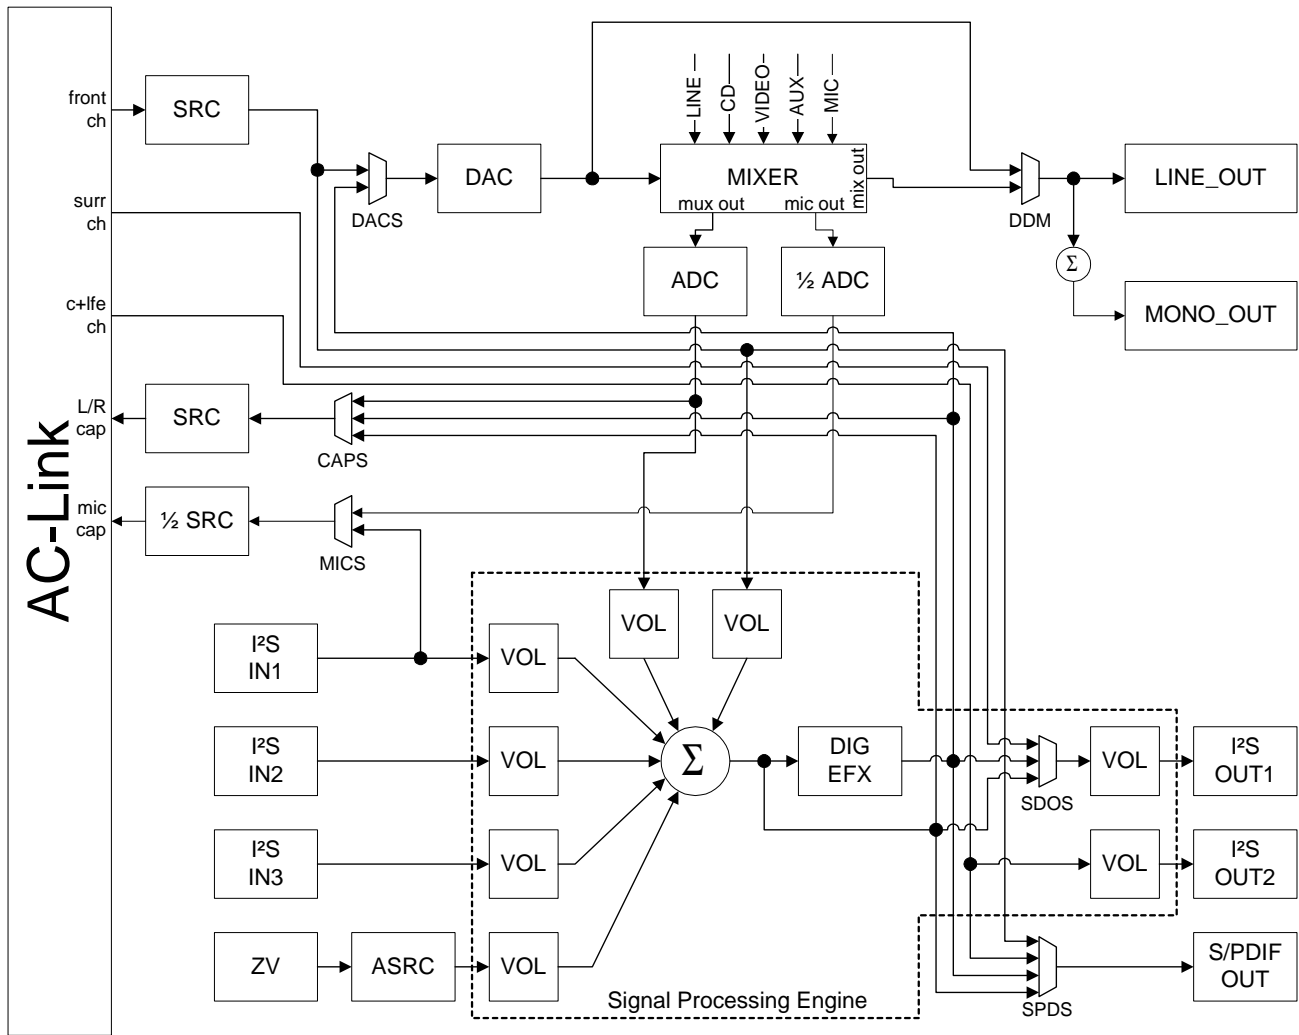 AC-Link
front
ch
surr
ch
c+lfe
ch
L/R
cap
mic
cap
SRC
DACS
DAC
LINE
CD
VIDEO
AUX
MIC
MIXER
mux out
mic out
mix out
DDM
LINE_OUT
Σ
MONO_OUT
ADC
½ ADC
SRC
CAPS
½ SRC
MICS
VOL
VOL
I²S
IN1
VOL
I²S
IN2
VOL
Σ
DIG
EFX
SDOS
VOL
I²S
OUT1
I²S
IN3
VOL
VOL
I²S
OUT2
ZV
ASRC
VOL
Signal Processing Engine
SPDS
S/PDIF
OUT